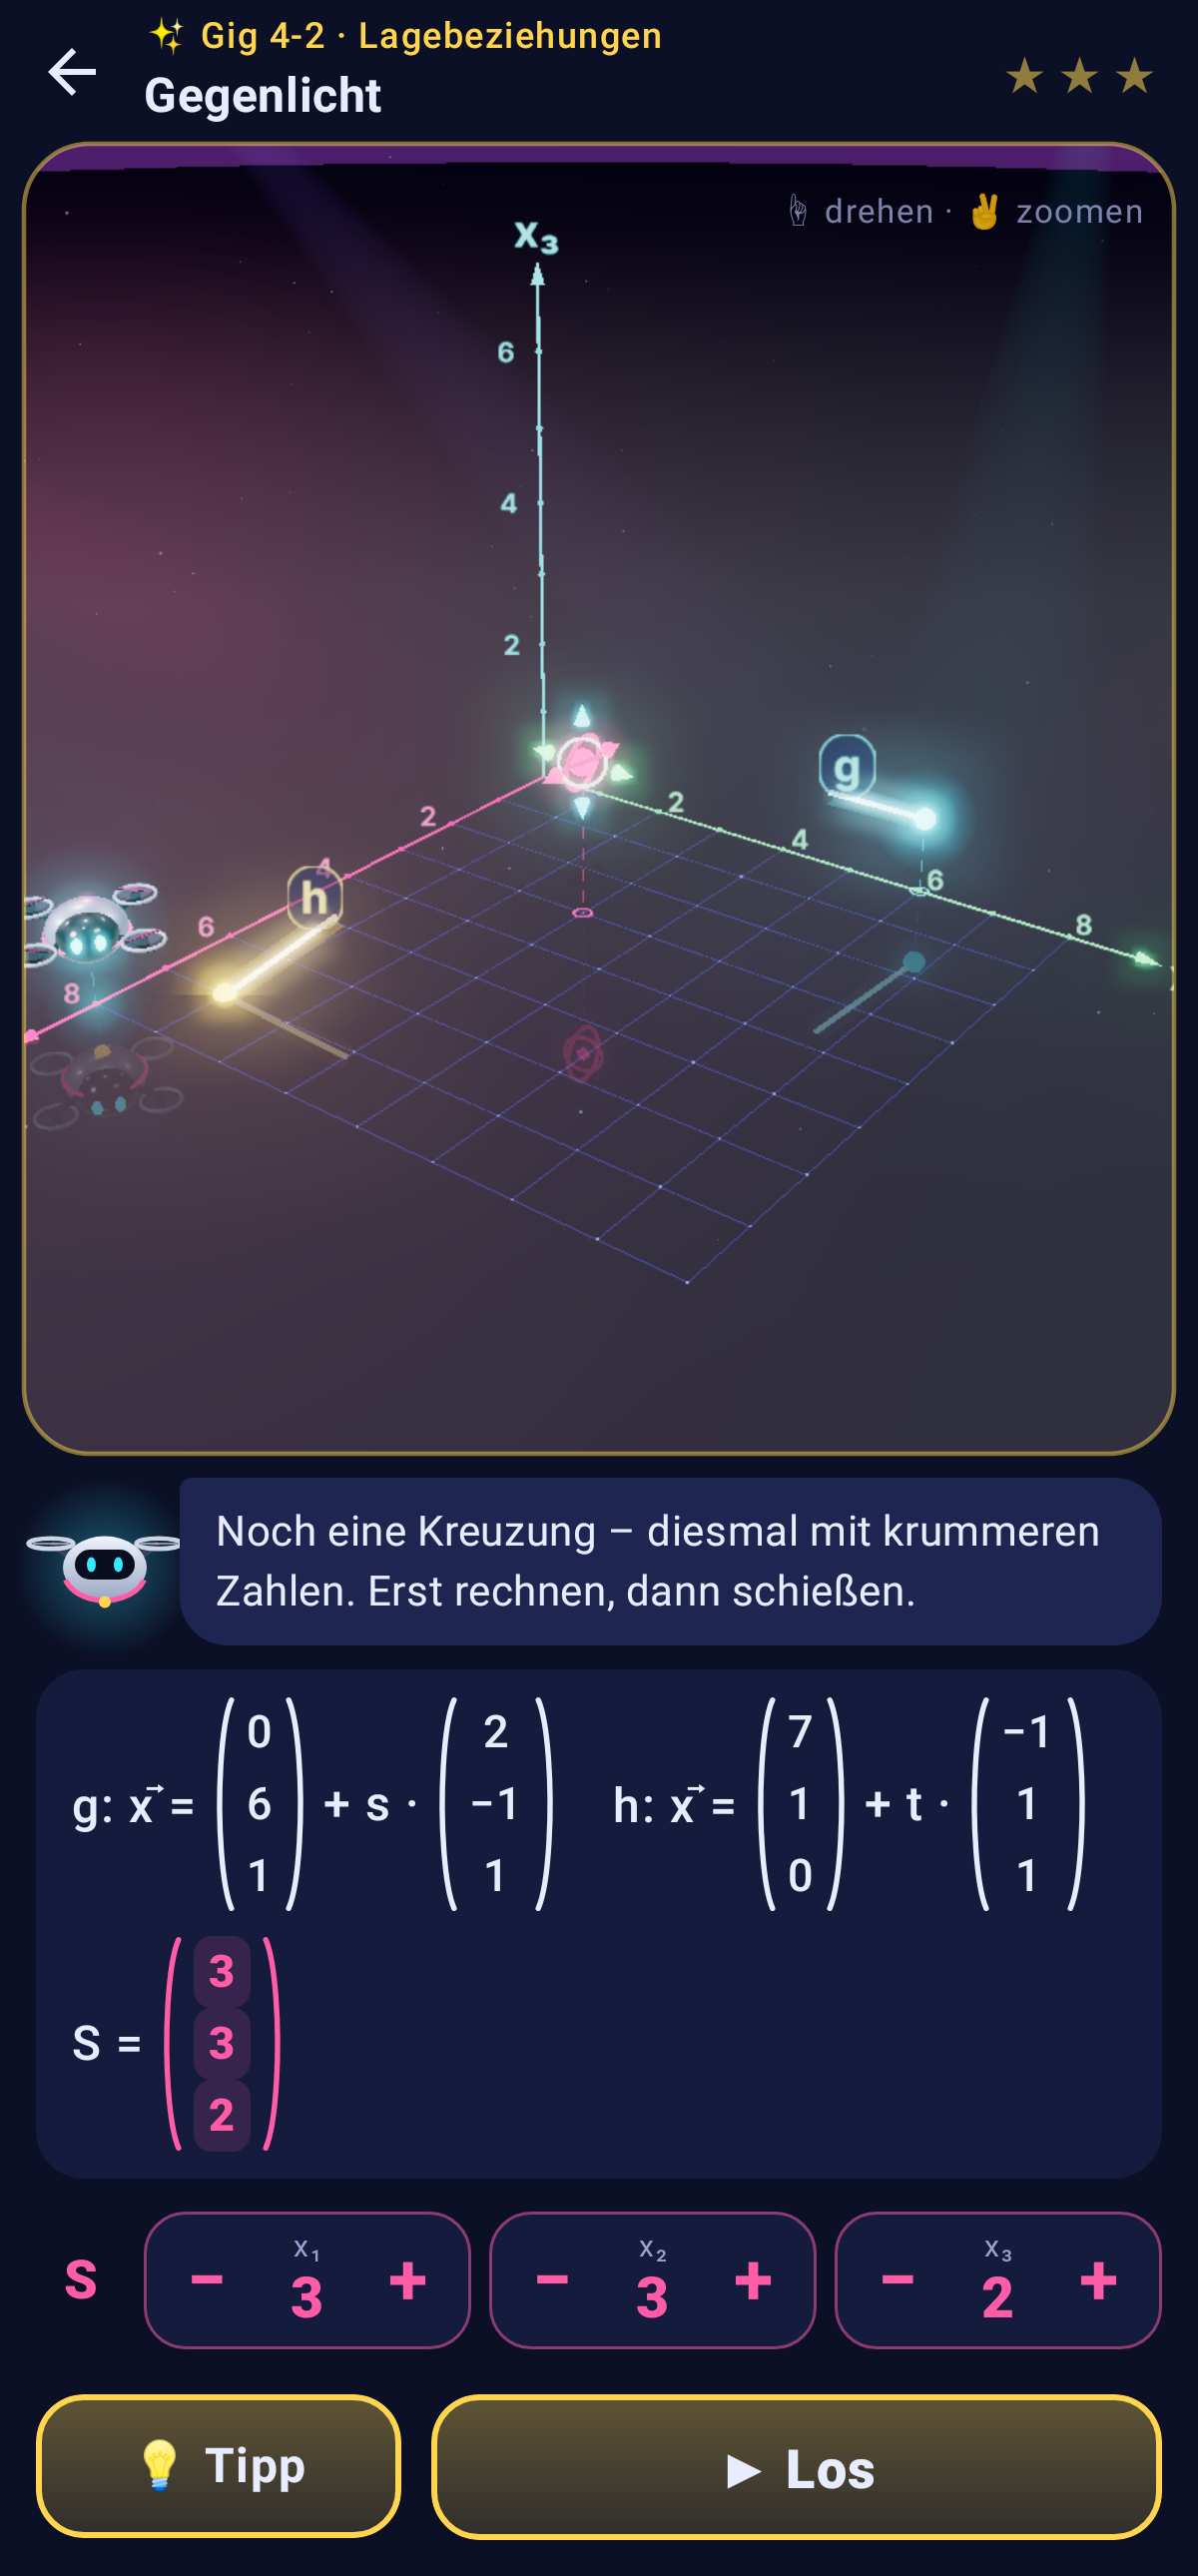 ✨ Gig 4-2 · Lagebeziehungen
Gegenlicht
★ ★ ★
☝ drehen · ✌ zoomen
x₃
6
4
2
2
4
6
8
2
4
6
8
g
h
Noch eine Kreuzung – diesmal mit krummeren
Zahlen. Erst rechnen, dann schießen.
g: x⃗ = (0 6 1) + s · (2 −1 1) h: x⃗ = (7 1 0) + t · (−1 1 1)
S = (3 3 2)
S
x₁
− 3 +
x₂
− 3 +
x₃
− 2 +
💡 Tipp
▶ Los